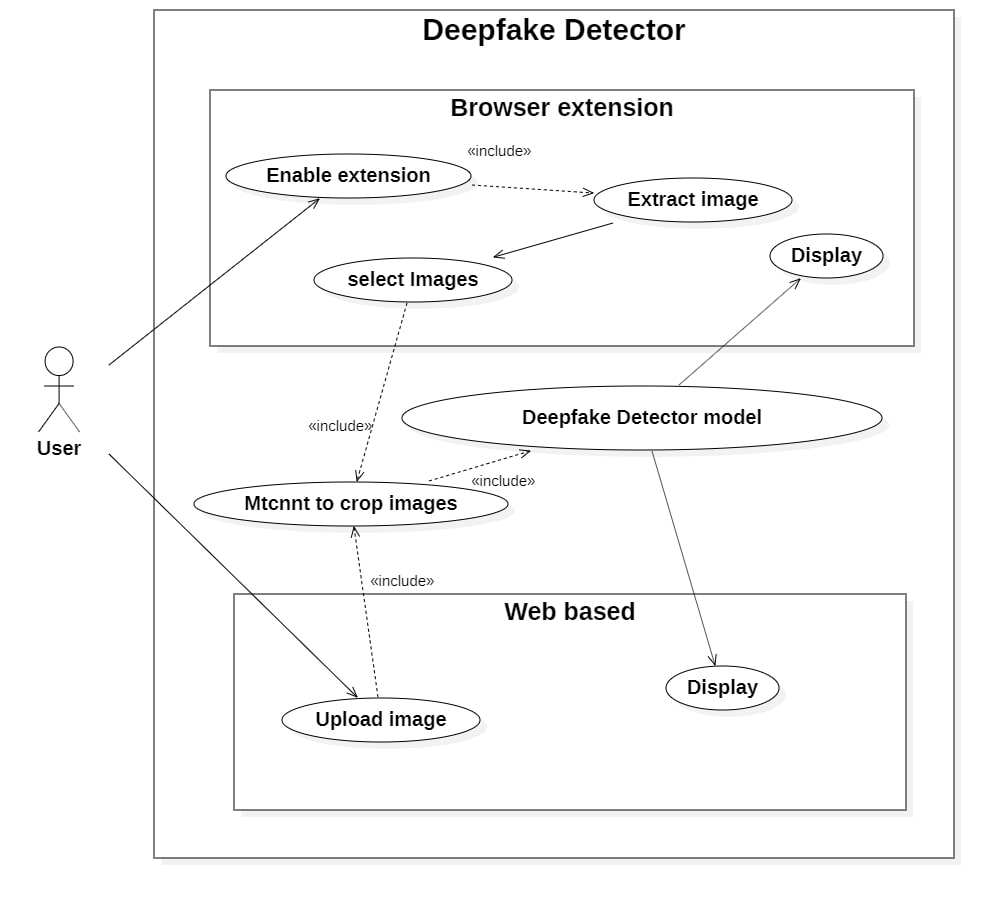 Deepfake Detector
Browser extension
«include»
Enable extension
Extract image
Display
select Images
Deepfake Detector model
«include»
User
«include»
Mtcnnt to crop images
«include»
Web based
Display
Upload image